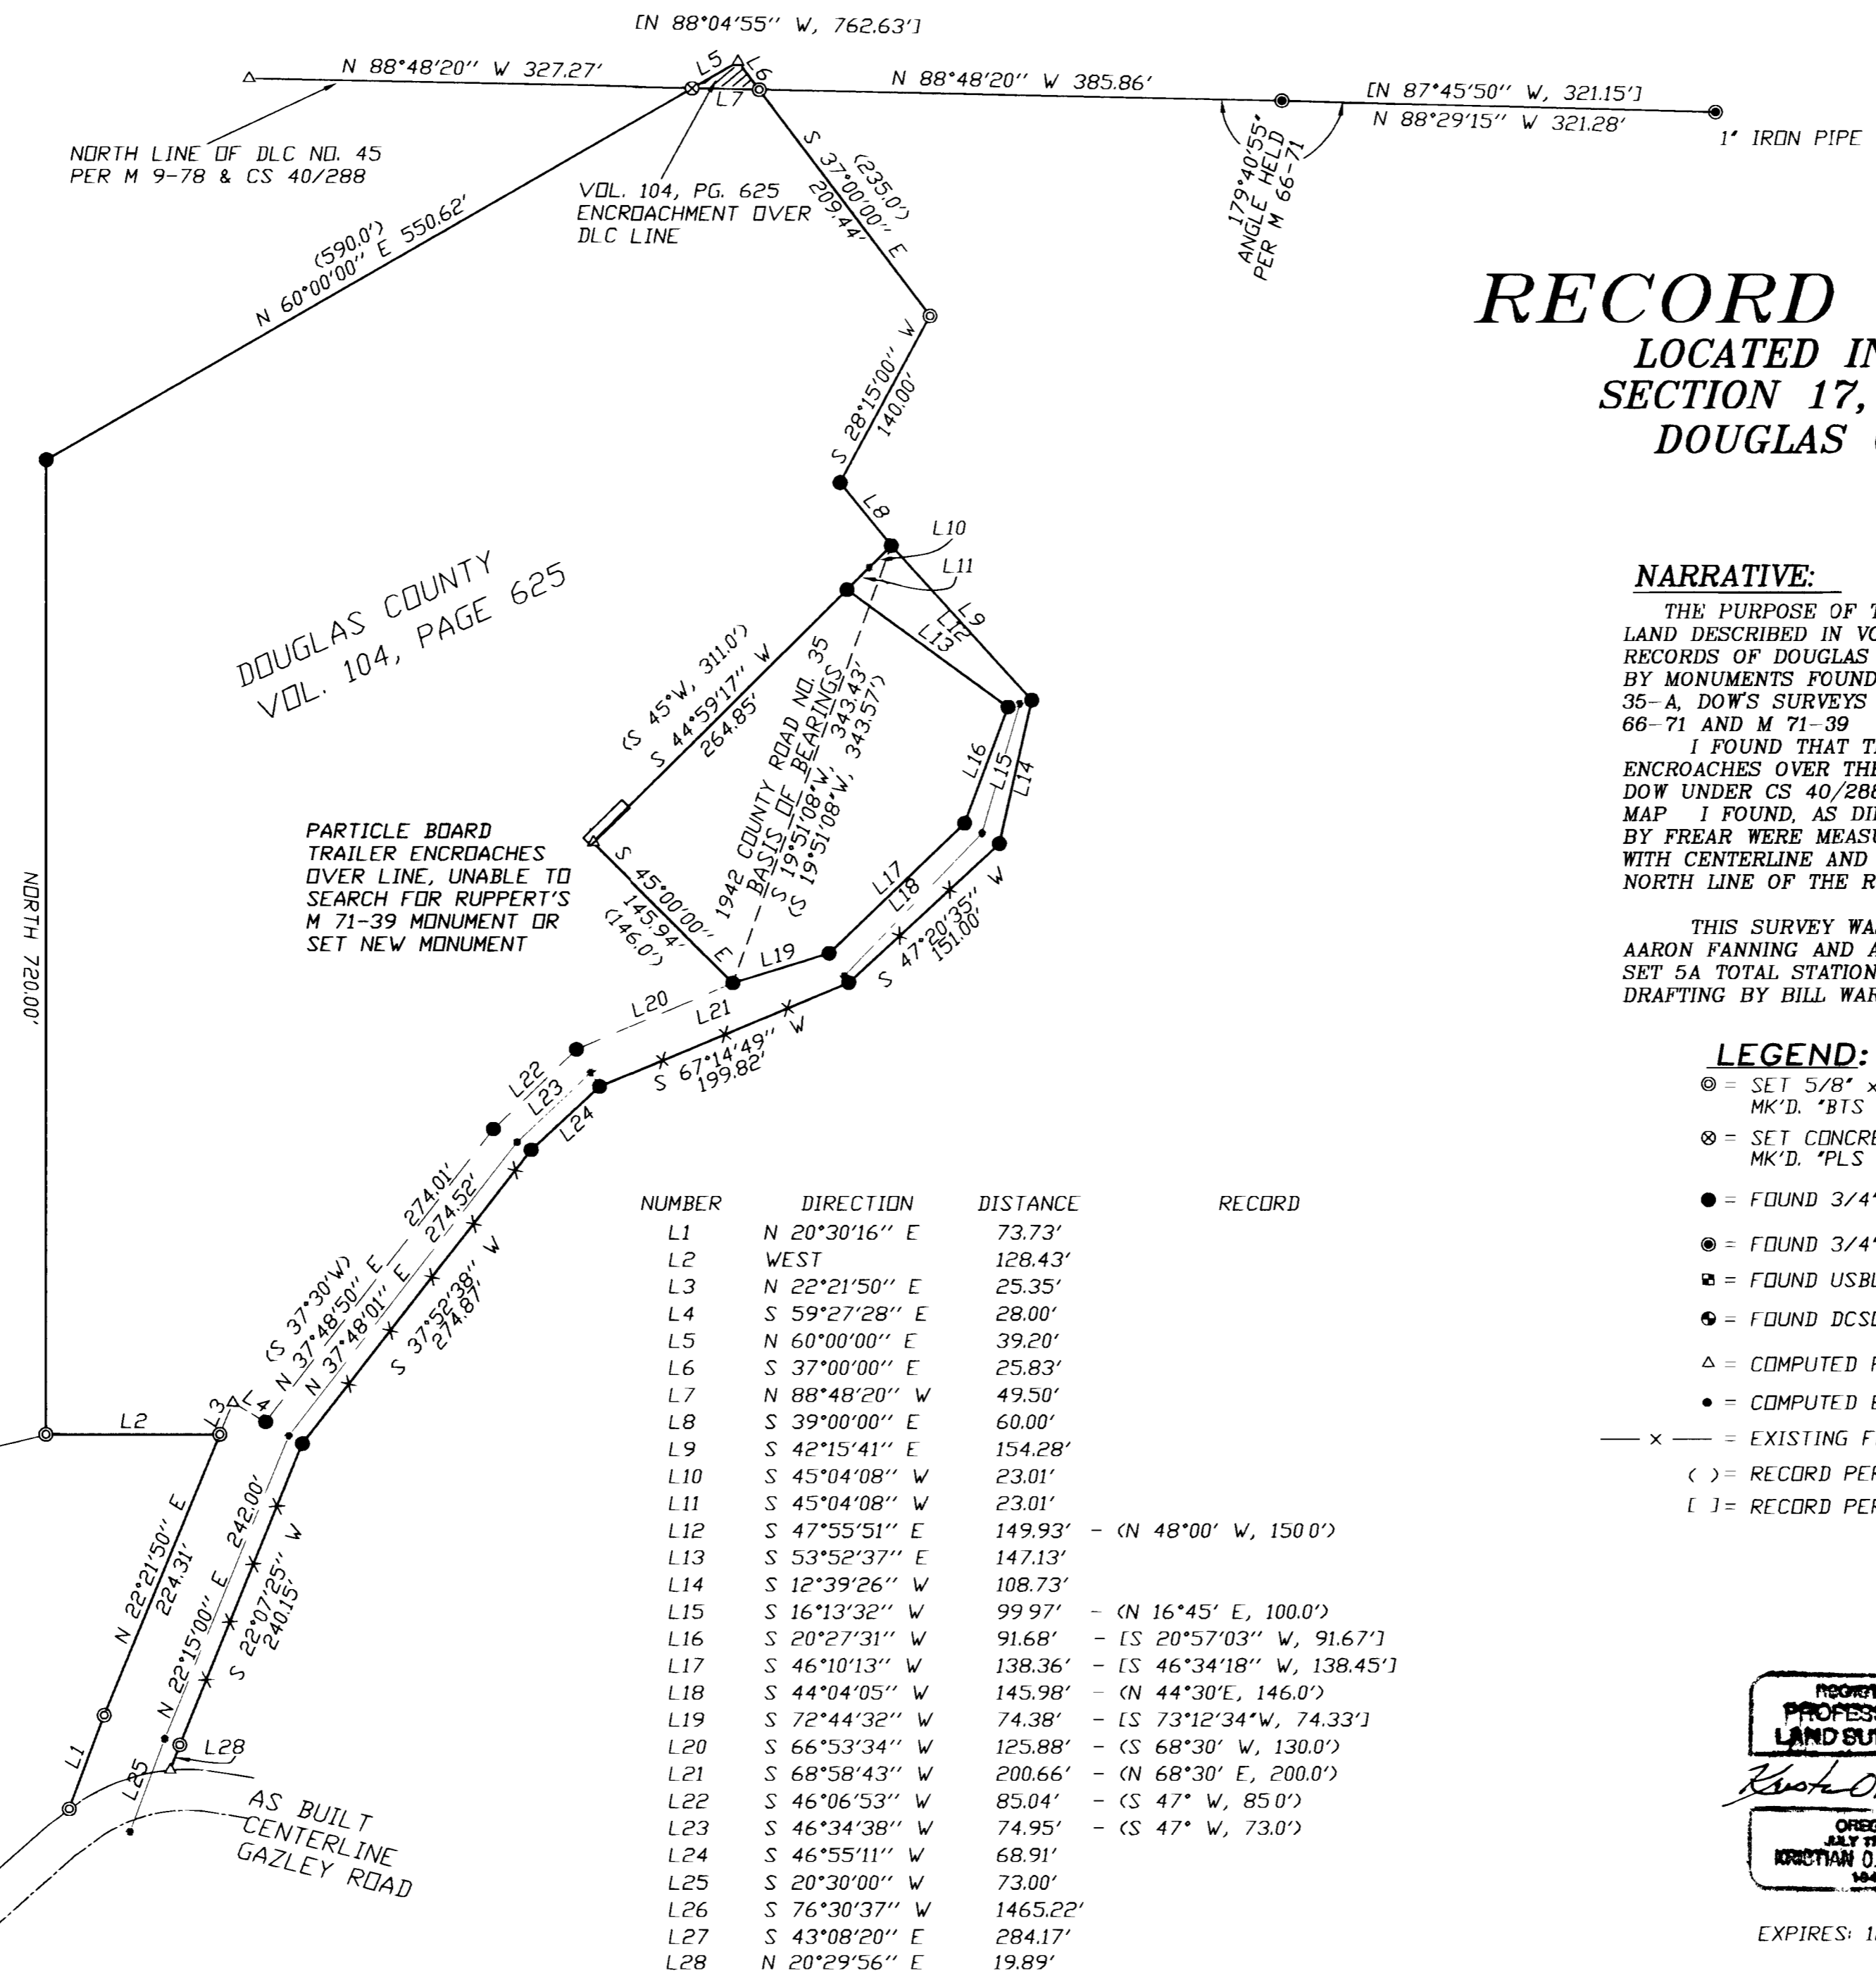 [N 88°04'55'' W, 762.63']
N 88°48'20'' W 327.27'
L5
L6
L7
N 88°48'20'' W 385.86'
[N 87°45'50'' W, 321.15']
N 88°29'15'' W 321.28'
1" IRON PIPE
NORTH LINE OF DLC NO. 45
PER M 9-78 & CS 40/288
VOL. 104, PG. 625
ENCROACHMENT OVER
DLC LINE
(235.0')
S 37°00'00'' E
209.44'
179°40'55"
ANGLE HELD
PER M 66-71
(590.0')
N 60°00'00'' E 550.62'
S 28°15'00'' W
140.00'
RECORD
LOCATED IN
SECTION 17,
DOUGLAS
L8
L10
L11
L9
L12
L13
DOUGLAS COUNTY
VOL. 104, PAGE 625
(S 45°W, 311.0')
S 44°59'17'' W
264.85'
1942 COUNTY ROAD NO. 35
BASIS OF BEARINGS
S 19°51'08"W, 343.43'
(S 19°51'08"W, 343.57')
L16
L15
L14
L17
L18
S 47°20'35'' W
151.00'
PARTICLE BOARD
TRAILER ENCROACHES
OVER LINE, UNABLE TO
SEARCH FOR RUPPERT'S
M 71-39 MONUMENT OR
SET NEW MONUMENT
S 45°00'00'' E
145.94'
(146.0')
NORTH 720.00'
L19
L20
L21
S 67°14'49'' W
199.82'
L22
L23
L24
NARRATIVE:
THE PURPOSE OF
LAND DESCRIBED IN
RECORDS OF DOUGLAS
BY MONUMENTS FOUND
35-A, DOW'S SURVEYS
66-71 AND M 71-39
I FOUND THAT
ENCROACHES OVER THE
DOW UNDER CS 40/288
MAP I FOUND, AS
BY FREAR WERE
WITH CENTERLINE AND
NORTH LINE OF THE
THIS SURVEY
AARON FANNING AND
SET 5A TOTAL STATION
DRAFTING BY BILL
LEGEND:
◎ = SET 5/8" x
MK'D. "BTS
⊗ = SET
MK'D. "PLS
● = FOUND 3/4"
◉ = FOUND 3/4"
= FOUND
= FOUND
△ = COMPUTED
• = COMPUTED
— x — = EXISTING
( ) = RECORD
[ ] = RECORD
(S 37°30'W)
N 37°48'50'' E 274.01'
N 37°48'01'' E 274.52'
S 37°52'38'' W
274.87'
L2
L3
L4
N 22°21'50'' E
224.31'
N 22°15'00'' E 242.00'
S 22°07'25'' W
240.15'
L1
L25
L28
AS BUILT
CENTERLINE
GAZLEY ROAD
NUMBER DIRECTION DISTANCE RECORD
L1 N 20°30'16'' E 73.73'
L2 WEST 128.43'
L3 N 22°21'50'' E 25.35'
L4 S 59°27'28'' E 28.00'
L5 N 60°00'00'' E 39.20'
L6 S 37°00'00'' E 25.83'
L7 N 88°48'20'' W 49.50'
L8 S 39°00'00'' E 60.00'
L9 S 42°15'41'' E 154.28'
L10 S 45°04'08'' W 23.01'
L11 S 45°04'08'' W 23.01'
L12 S 47°55'51'' E 149.93' - (N 48°00' W, 150 0')
L13 S 53°52'37'' E 147.13'
L14 S 12°39'26'' W 108.73'
L15 S 16°13'32'' W 99 97' - (N 16°45' E, 100.0')
L16 S 20°27'31'' W 91.68' - [S 20°57'03'' W, 91.67']
L17 S 46°10'13'' W 138.36' - [S 46°34'18'' W, 138.45']
L18 S 44°04'05'' W 145.98' - (N 44°30'E, 146.0')
L19 S 72°44'32'' W 74.38' - [S 73°12'34"W, 74.33']
L20 S 66°53'34'' W 125.88' - (S 68°30' W, 130.0')
L21 S 68°58'43'' W 200.66' - (N 68°30' E, 200.0')
L22 S 46°06'53'' W 85.04' - (S 47° W, 85 0')
L23 S 46°34'38'' W 74.95' - (S 47° W, 73.0')
L24 S 46°55'11'' W 68.91'
L25 S 20°30'00'' W 73.00'
L26 S 76°30'37'' W 1465.22'
L27 S 43°08'20'' E 284.17'
L28 N 20°29'56'' E 19.89'
LAND
JULY
KRISTIAN O.
EXPIRES: